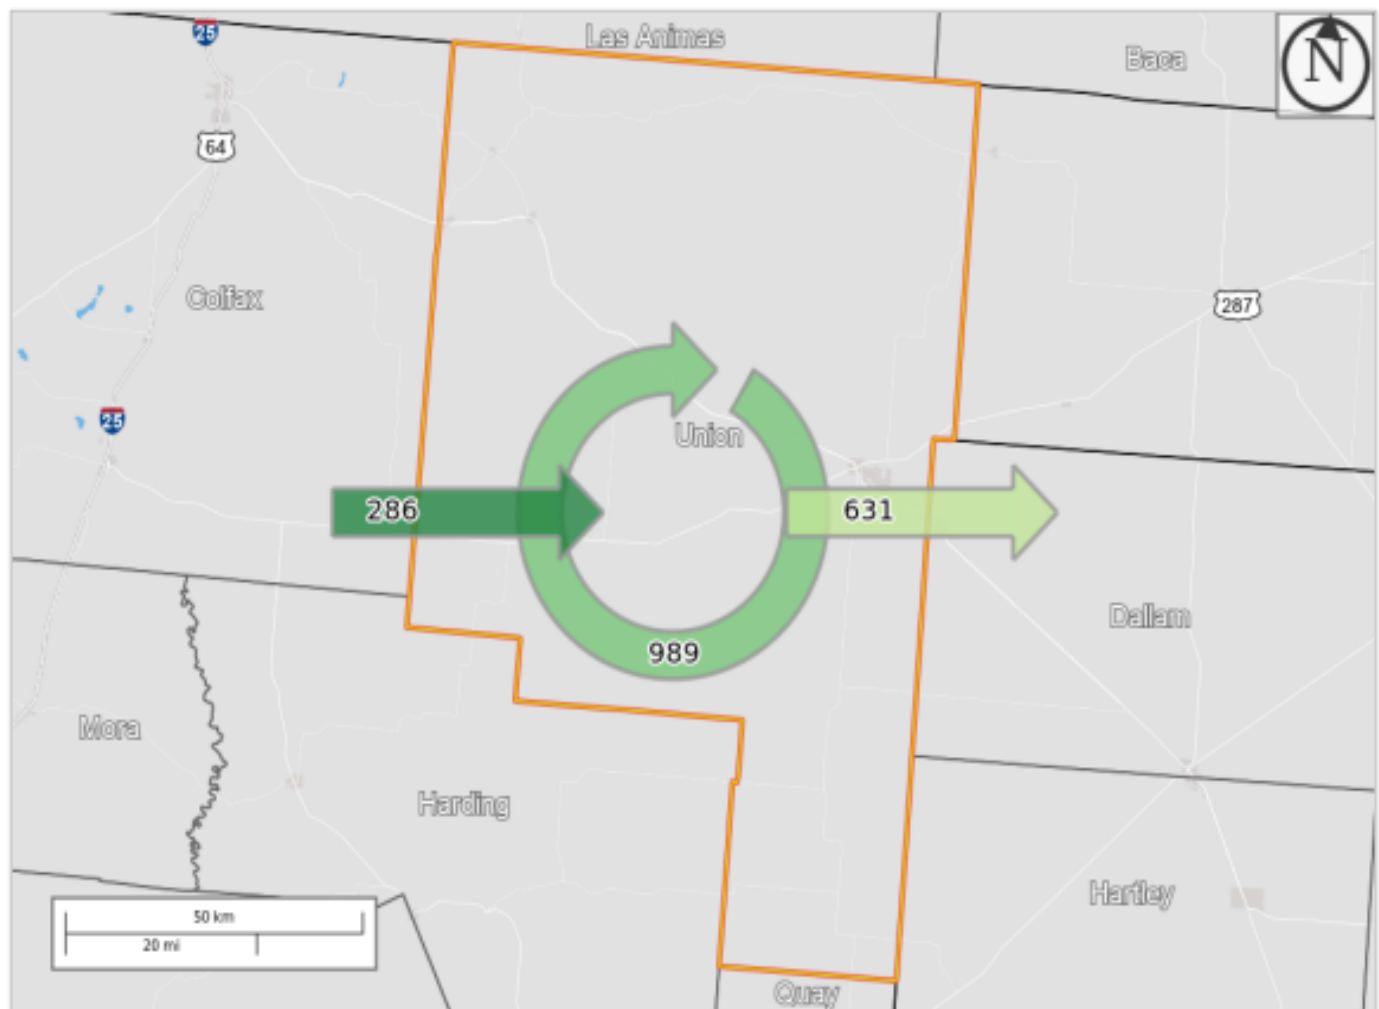 25
Las Animas
Baca
N
64
Colfax
287
25
Union
286
631
Dallam
989
Mora
Harding
Hartley
50 km
20 mi
Quay